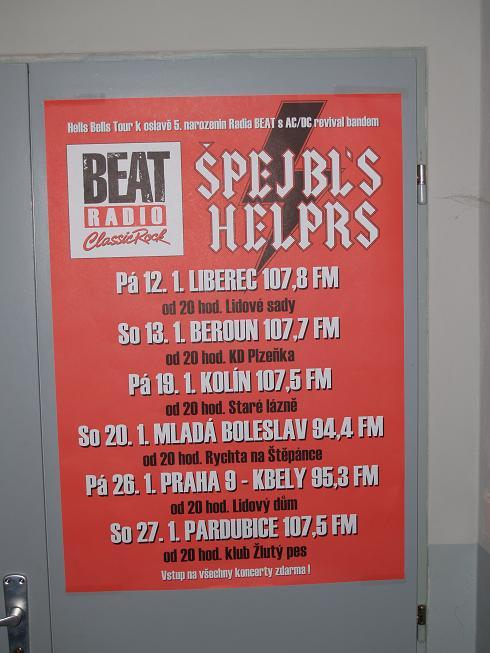 Hells Bells Tour k oslavě 5. narozenin Radia BEAT s AC/DC revival bandem
BEAT
RADIO
Classic Rock
ŠPEJBL'S
HELPRS
Pá 12. 1. LIBEREC 107,8 FM
od 20 hod. Lidové sady
So 13. 1. BEROUN 107,7 FM
od 20 hod. KD Plzeňka
Pá 19. 1. KOLÍN 107,5 FM
od 20 hod. Staré lázně
So 20. 1. MLADÁ BOLESLAV 94,4 FM
od 20 hod. Rychta na Štěpánce
Pá 26. 1. PRAHA 9 - KBELY 95,3 FM
od 20 hod. Lidový dům
So 27. 1. PARDUBICE 107,5 FM
od 20 hod. klub Žlutý pes
Vstup na všechny koncerty zdarma !